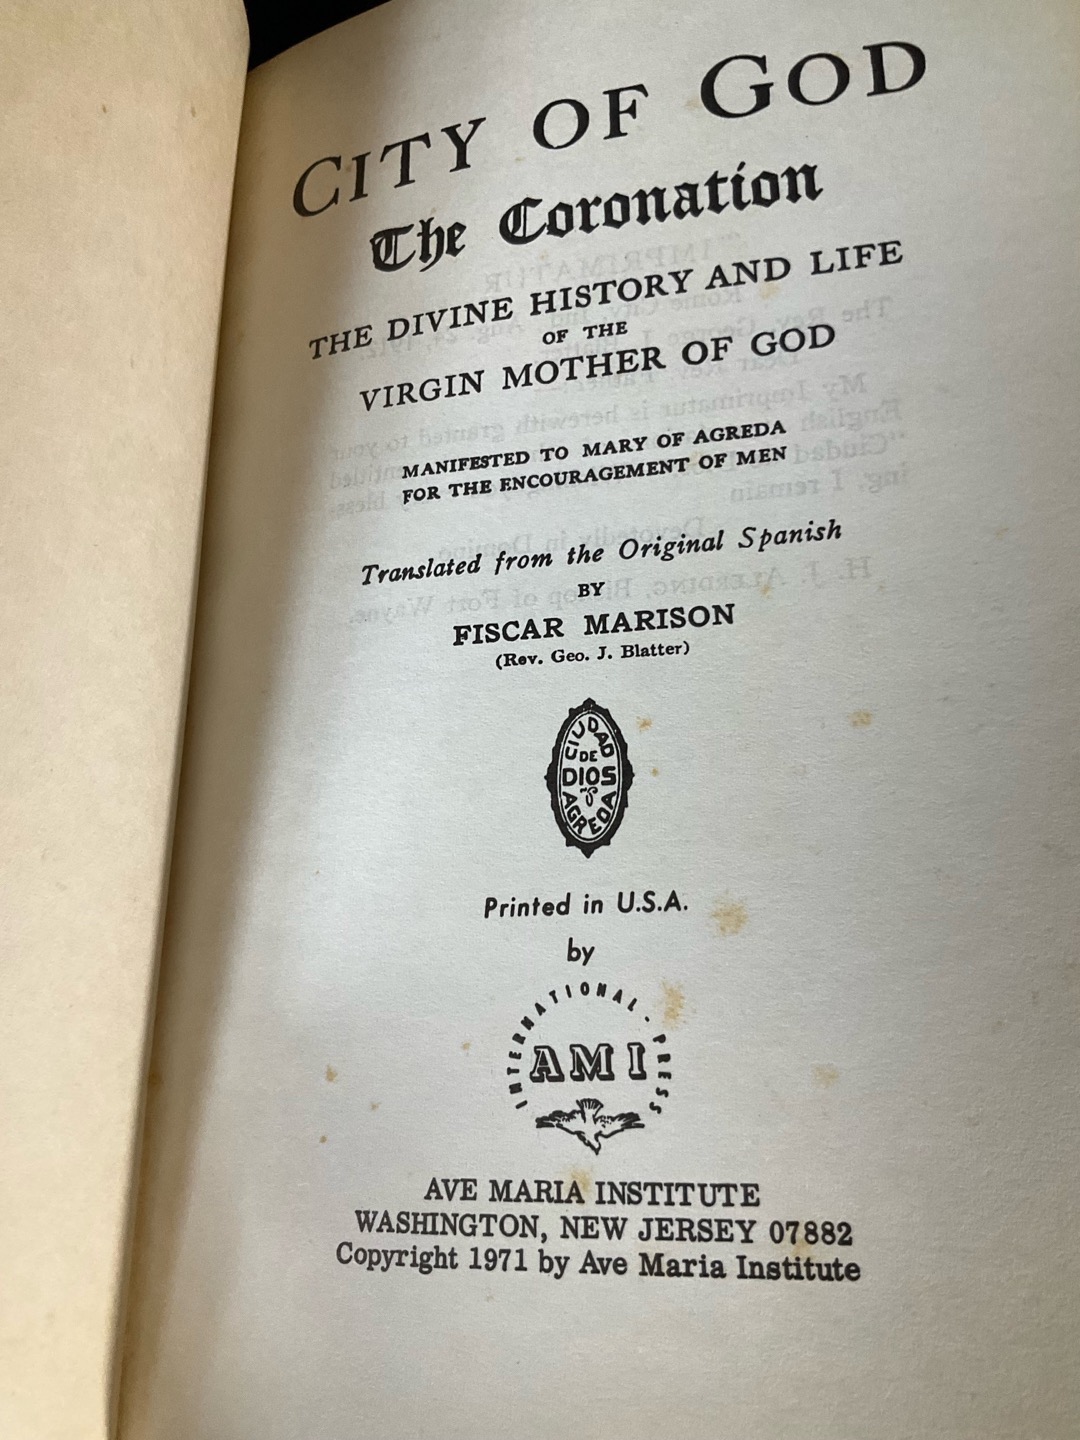 CITY OF GOD
The Coronation
THE DIVINE HISTORY AND LIFE
OF THE
VIRGIN MOTHER OF GOD
MANIFESTED TO MARY OF AGREDA
FOR THE ENCOURAGEMENT OF MEN
Translated from the Original Spanish
BY
FISCAR MARISON
(Rev. Geo. J. Blatter)
CIUDAD
DE
DIOS
AGREDA
Printed in U.S.A.
by
INTERNATIONAL · PRESS
AMI
AVE MARIA INSTITUTE
WASHINGTON, NEW JERSEY 07882
Copyright 1971 by Ave Maria Institute